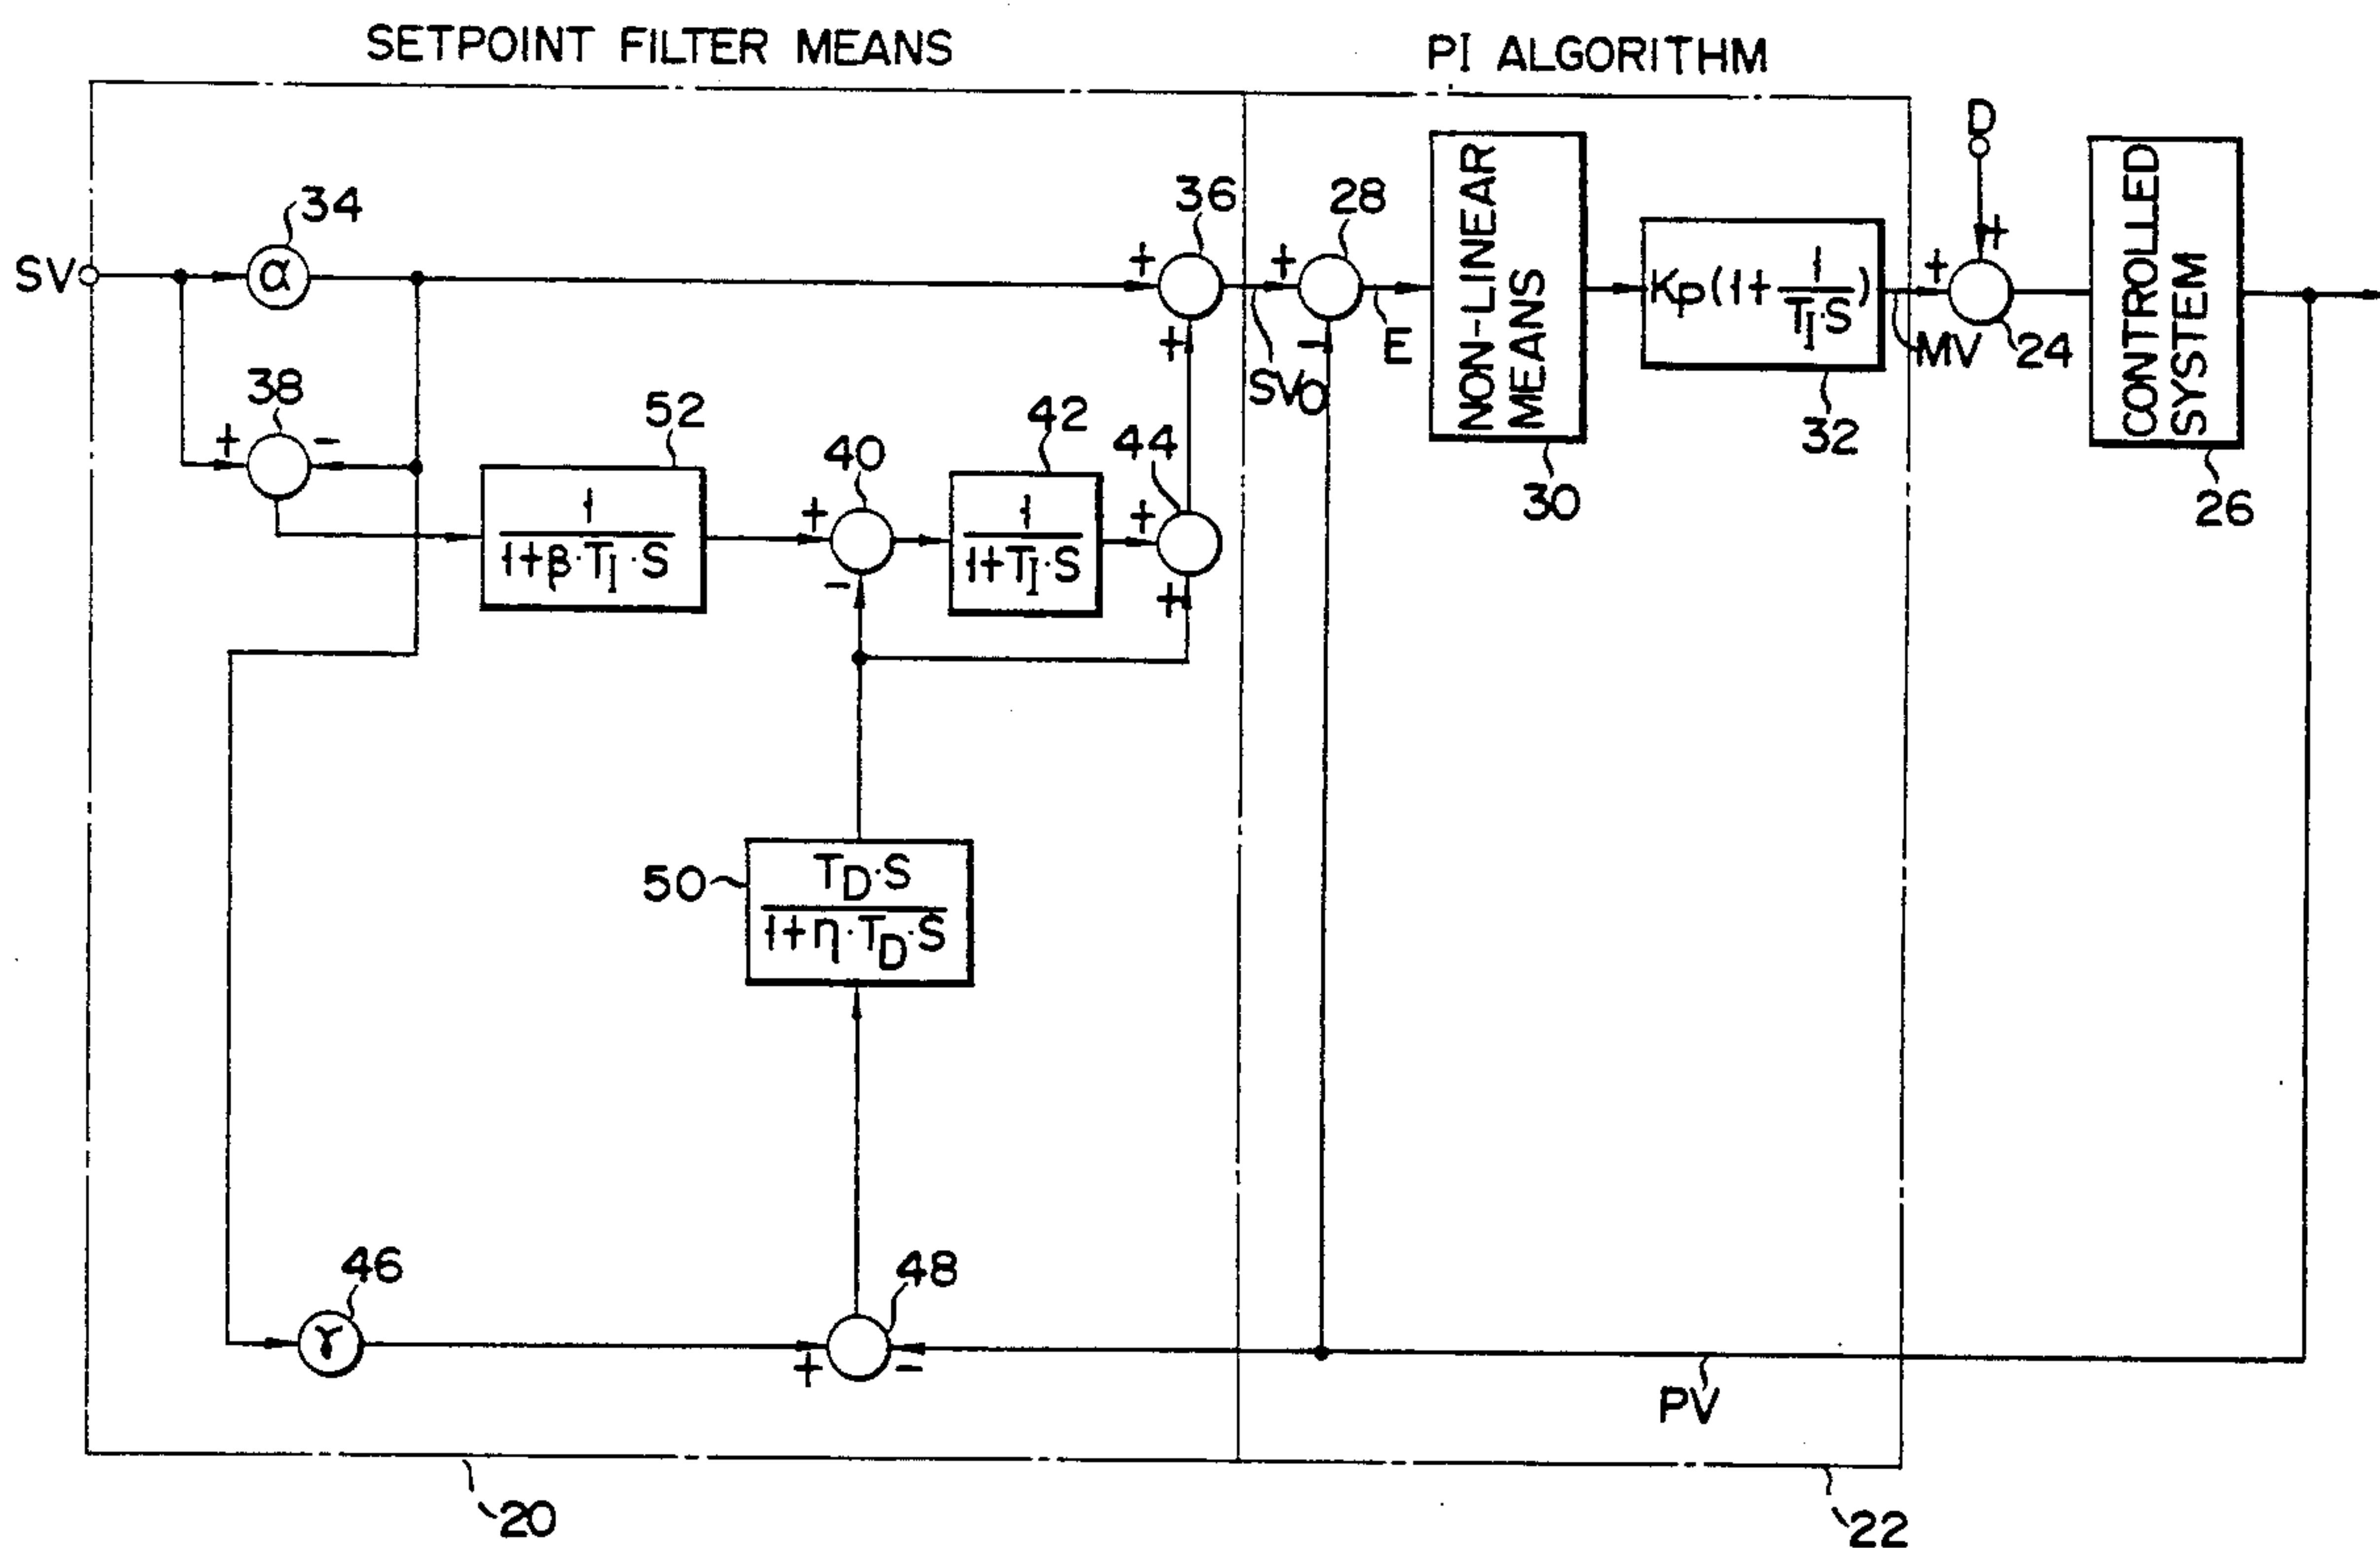 SETPOINT FILTER MEANS
PI ALGORITHM
D
34
36
28
NON-LINEAR
MEANS
CONTROLLED
SYSTEM
SV
α
+
+
+
+
Kp(1+
1
TI·S
)
+
-
E
SVO
MV
24
38
52
40
42
44
32
30
26
+
-
1
1+β·TI·S
+
-
1
1+TI·S
+
+
50
TD·S
1+η·TD·S
46
48
γ
+
-
PV
20
22